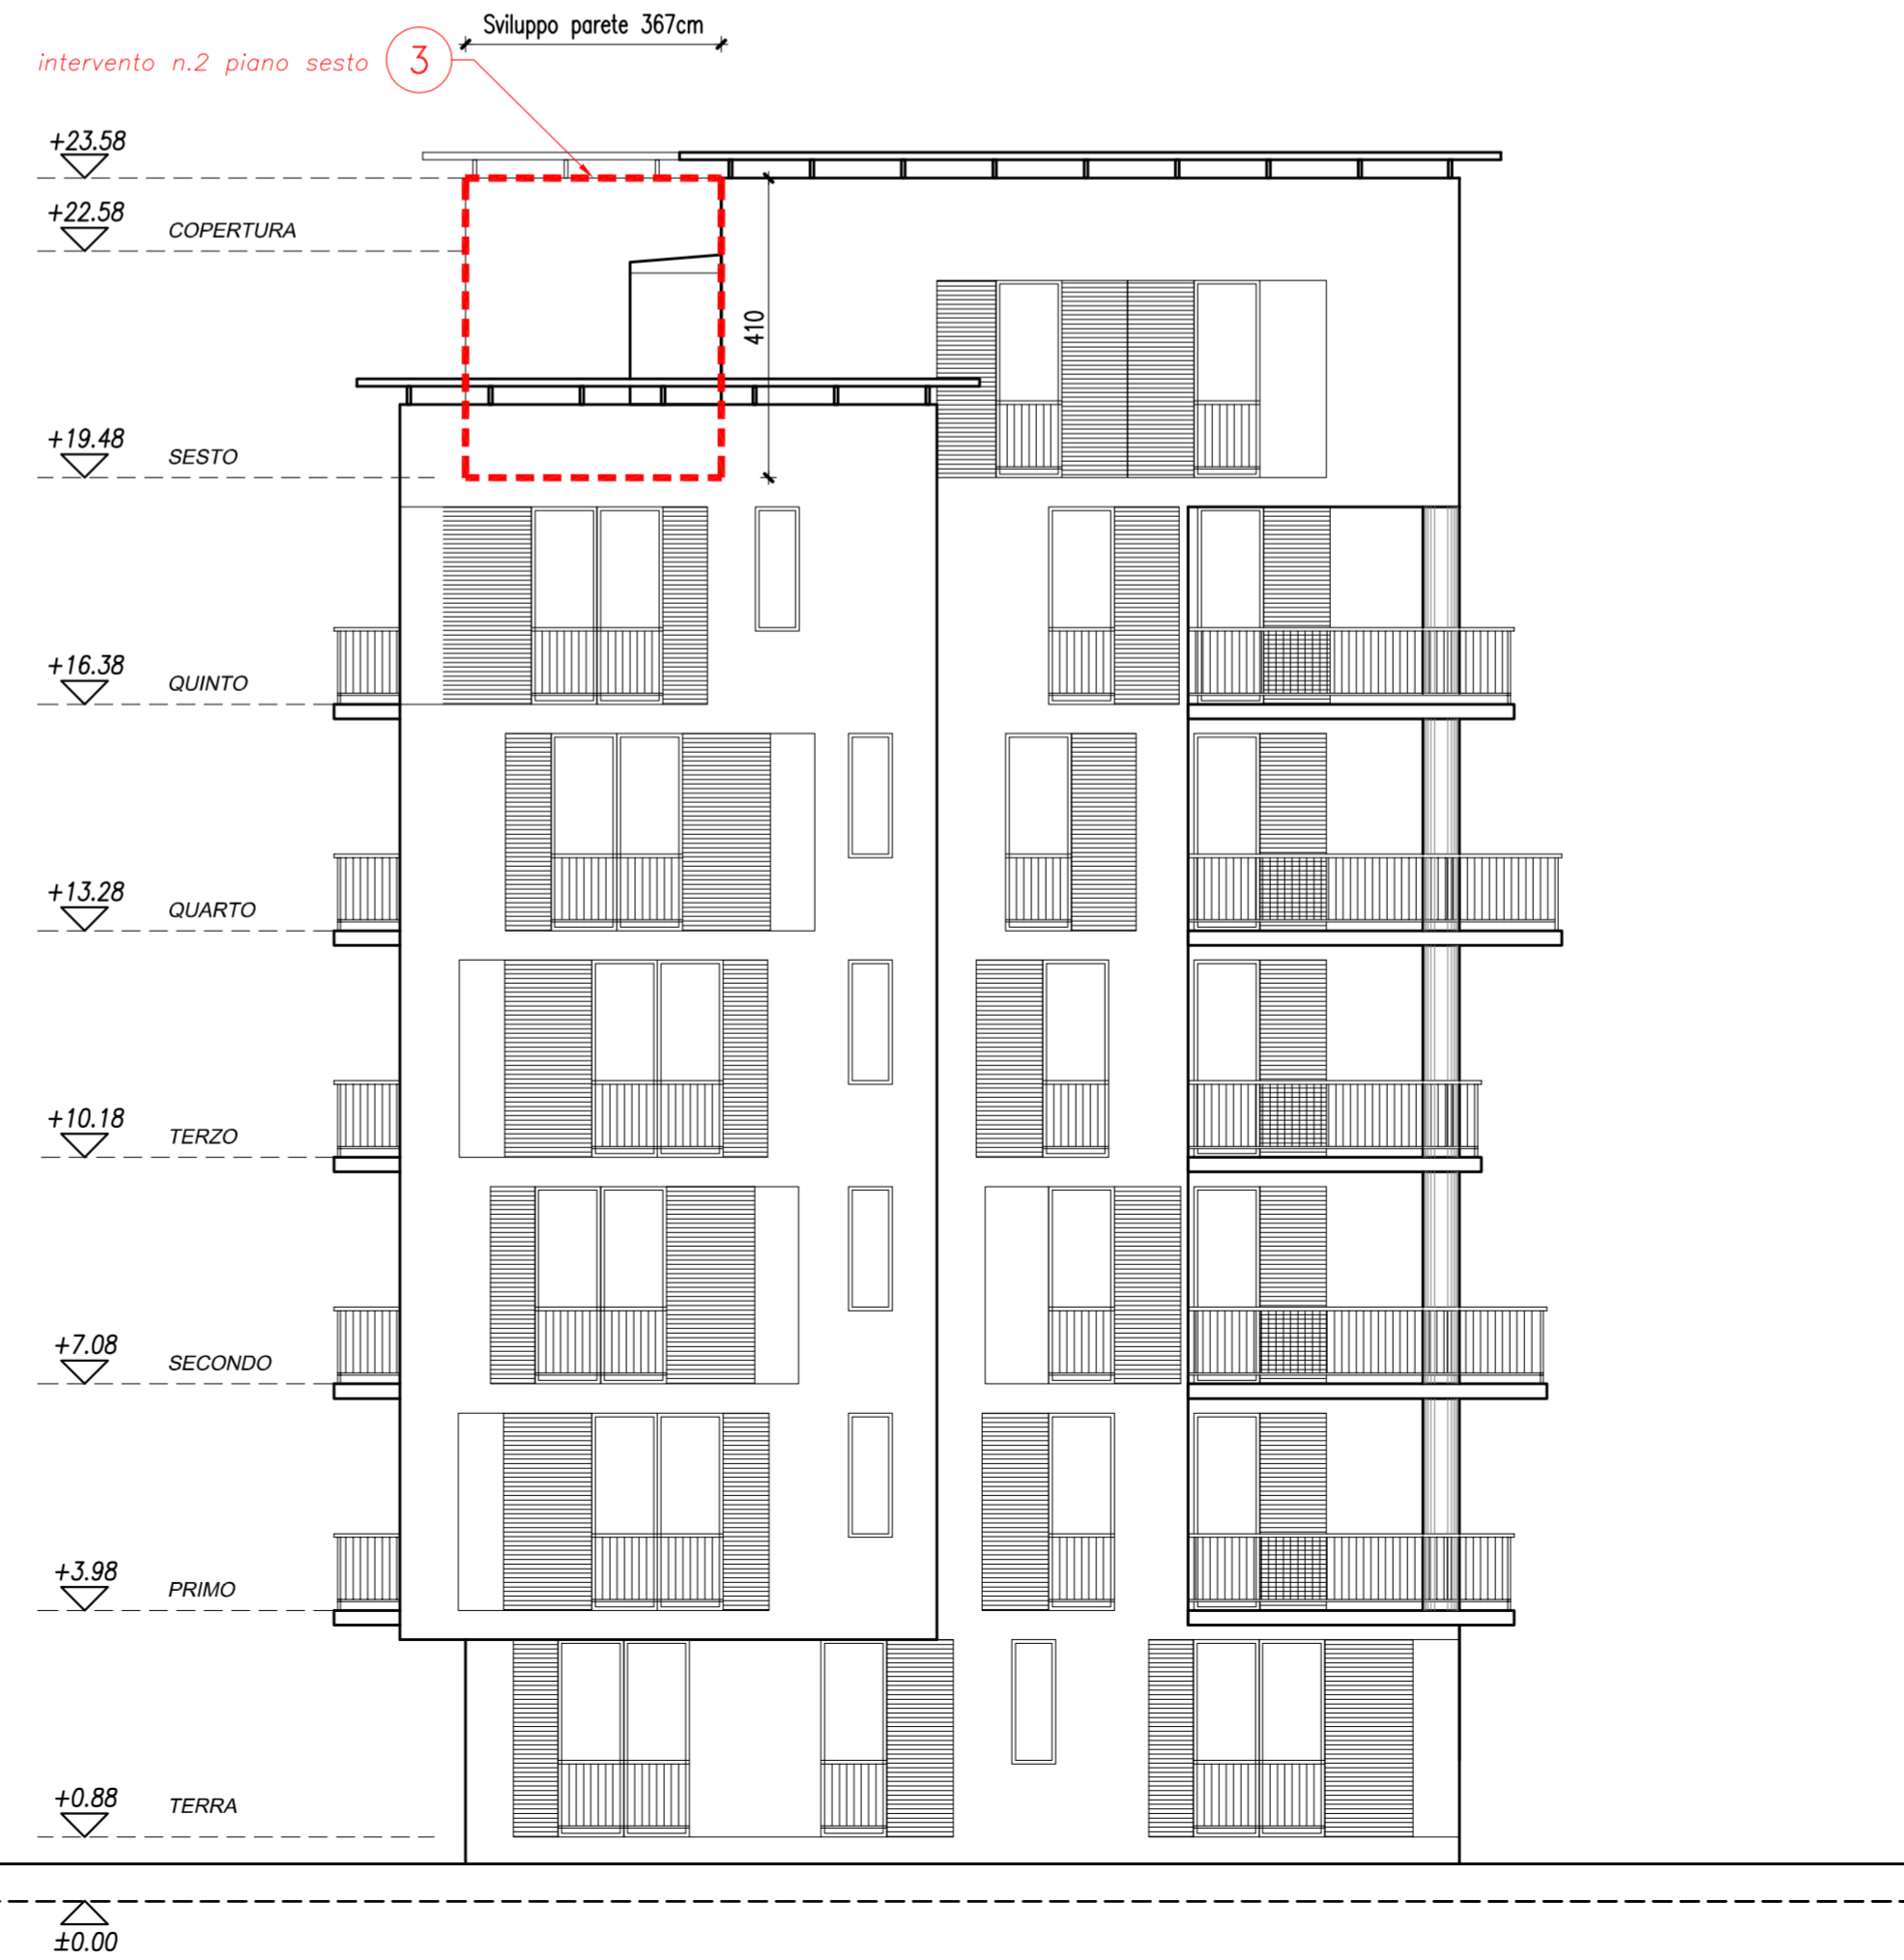 Sviluppo parete 367cm
intervento n.2 piano sesto 3
+23.58
+22.58 COPERTURA
410
+19.48 SESTO
+16.38 QUINTO
+13.28 QUARTO
+10.18 TERZO
+7.08 SECONDO
+3.98 PRIMO
+0.88 TERRA
±0.00